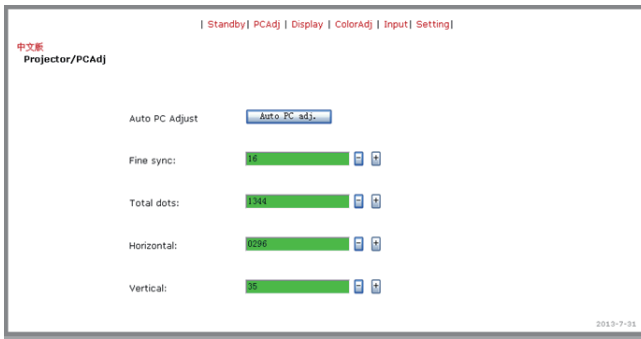 | Standby| PCAdj | Display | ColorAdj | Input| Setting|
中文版
Projector/PCAdj
Auto PC Adjust Auto PC adj.
Fine sync: 16 - +
Total dots: 1344 - +
Horizontal: 0296 - +
Vertical: 35 - +
2013-7-31